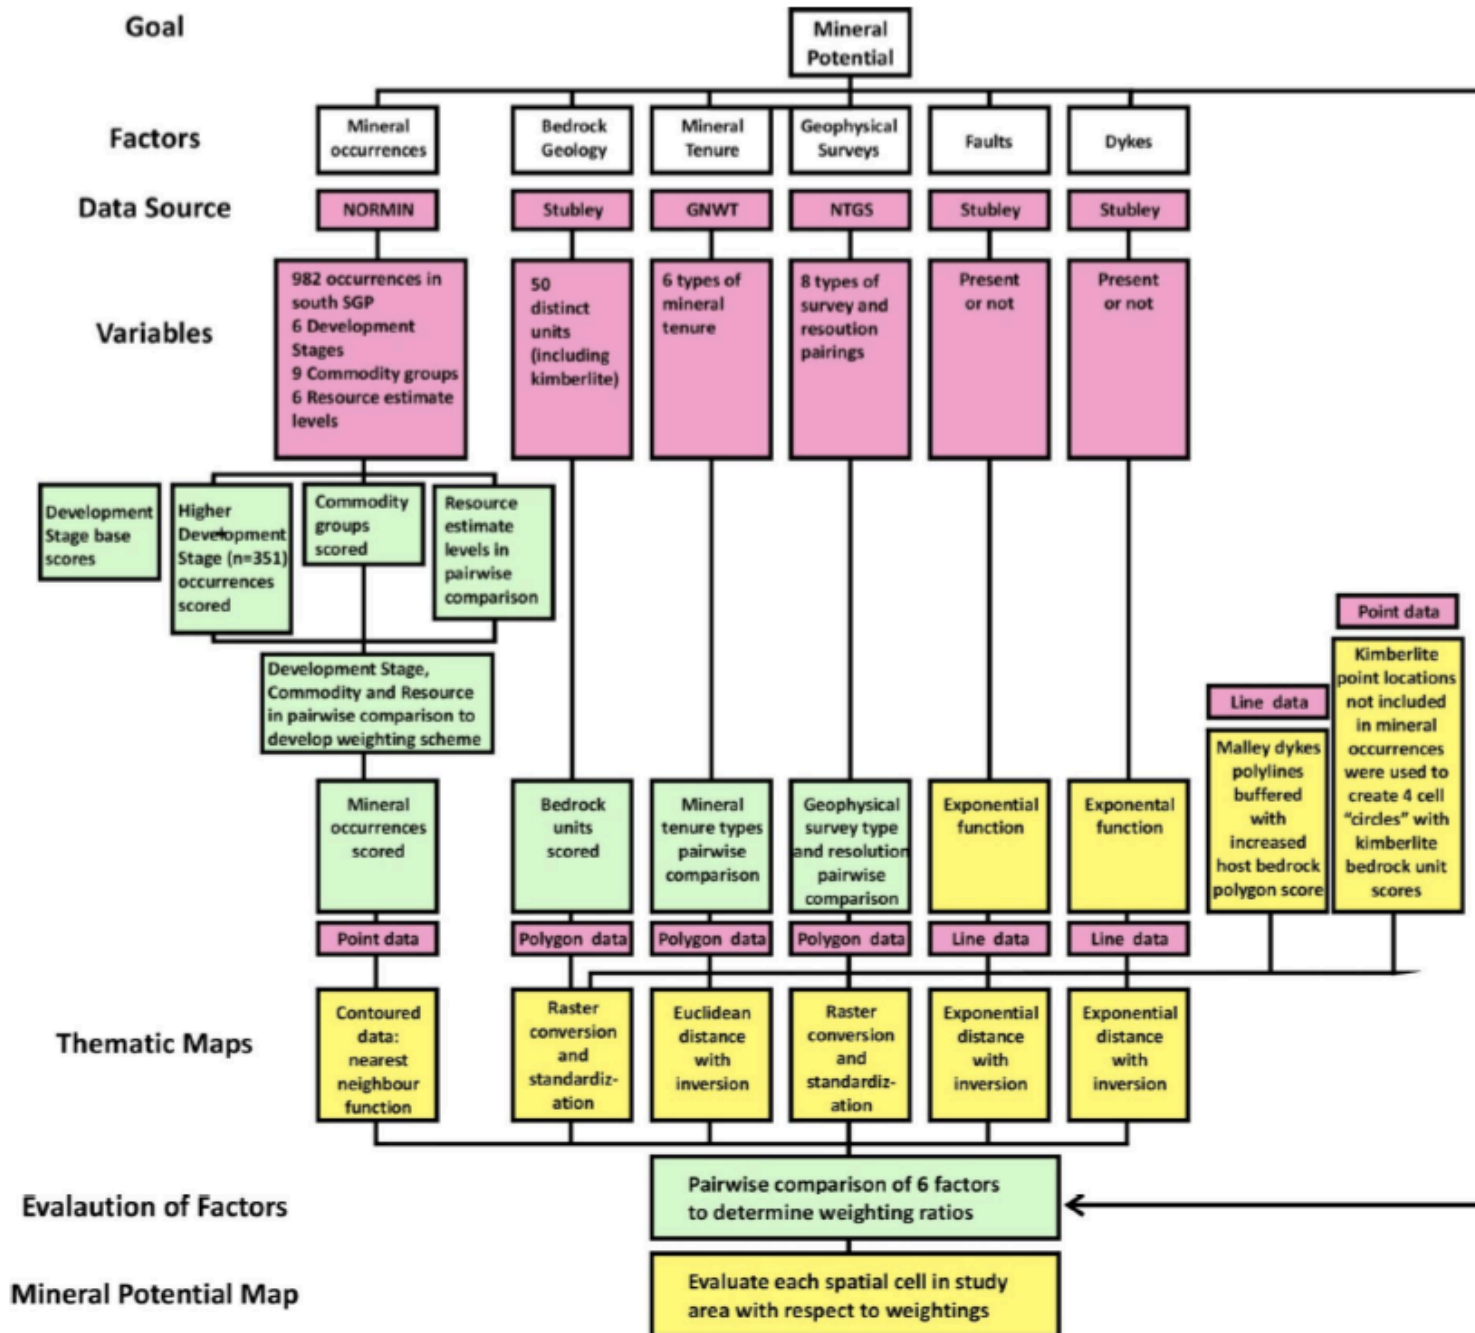 Goal
Mineral
Potential
Factors
Mineral
occurrences
Bedrock
Geology
Mineral
Tenure
Geophysical
Surveys
Faults
Dykes
Data Source
NORMIN
Stubley
GNWT
NTGS
Stubley
Stubley
Variables
982 occurrences in
south SGP
6 Development
Stages
9 Commodity groups
6 Resource estimate
levels
50
distinct
units
(including
kimberlite)
6 types of
mineral
tenure
8 types of
survey and
resoution
pairings
Present
or not
Present
or not
Development
Stage base
scores
Higher
Development
Stage (n=351)
occurrences
scored
Commodity
groups
scored
Resource
estimate
levels in
pairwise
comparison
Development Stage,
Commodity and Resource
in pairwise comparison to
develop weighting scheme
Mineral
occurrences
scored
Bedrock
units
scored
Mineral
tenure types
pairwise
comparison
Geophysical
survey type
and resolution
pairwise
comparison
Exponential
function
Exponental
function
Line data
Malley dykes
polylines
buffered
with
increased
host bedrock
polygon score
Point data
Kimberlite
point locations
not included
in mineral
occurrences
were used to
create 4 cell
"circles" with
kimberlite
bedrock unit
scores
Point data
Polygon data
Polygon data
Polygon data
Line data
Line data
Thematic Maps
Contoured
data:
nearest
neighbour
function
Raster
conversion
and
standardiz-
ation
Euclidean
distance
with
inversion
Raster
conversion
and
standardiz-
ation
Exponential
distance
with
inversion
Exponential
distance
with
inversion
Evalaution of Factors
Pairwise comparison of 6 factors
to determine weighting ratios
Mineral Potential Map
Evaluate each spatial cell in study
area with respect to weightings